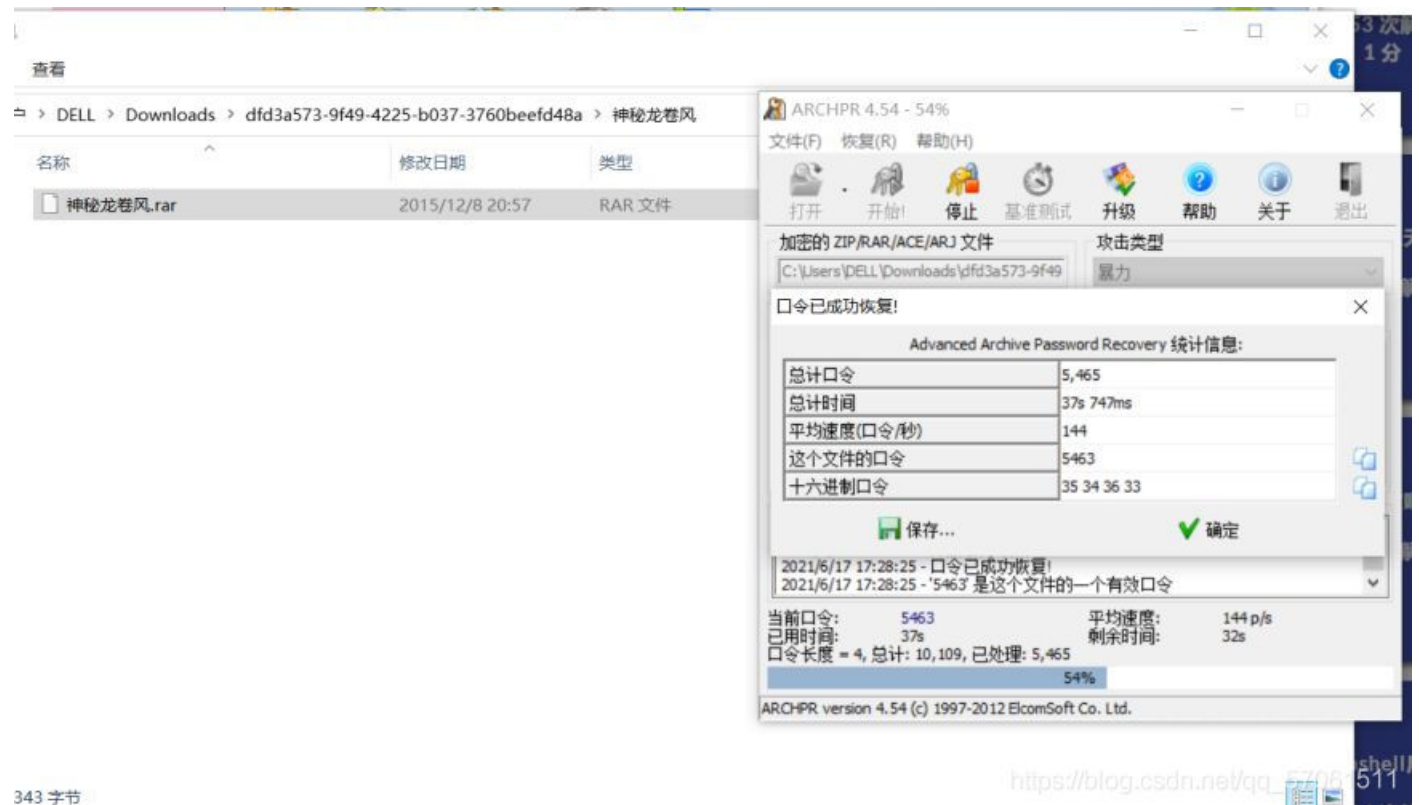 查看
DELL > Downloads > dfd3a573-9f49-4225-b037-3760beefd48a > 神秘龙卷风
名称 修改日期 类型
神秘龙卷风.rar 2015/12/8 20:57 RAR 文件
343 字节
ARCHPR 4.54 - 54%
文件(F) 恢复(R) 帮助(H)
打开 开始! 停止 基准测试 升级 帮助 关于 退出
加密的 ZIP/RAR/ACE/ARJ 文件 攻击类型
C:\Users\DELL\Downloads\dfd3a573-9f49 暴力
口令已成功恢复!
Advanced Archive Password Recovery 统计信息:
总计口令 5,465
总计时间 37s 747ms
平均速度(口令/秒) 144
这个文件的口令 5463
十六进制口令 35 34 36 33
保存... 确定
2021/6/17 17:28:25 - 口令已成功恢复!
2021/6/17 17:28:25 - '5463' 是这个文件的一个有效口令
当前口令: 5463 平均速度: 144 p/s
已用时间: 37s 剩余时间: 32s
口令长度 = 4, 总计: 10,109, 已处理: 5,465
54%
ARCHPR version 4.54 (c) 1997-2012 ElcomSoft Co. Ltd.
1 分
shell
https://blog.csdn.net/qq_57061511